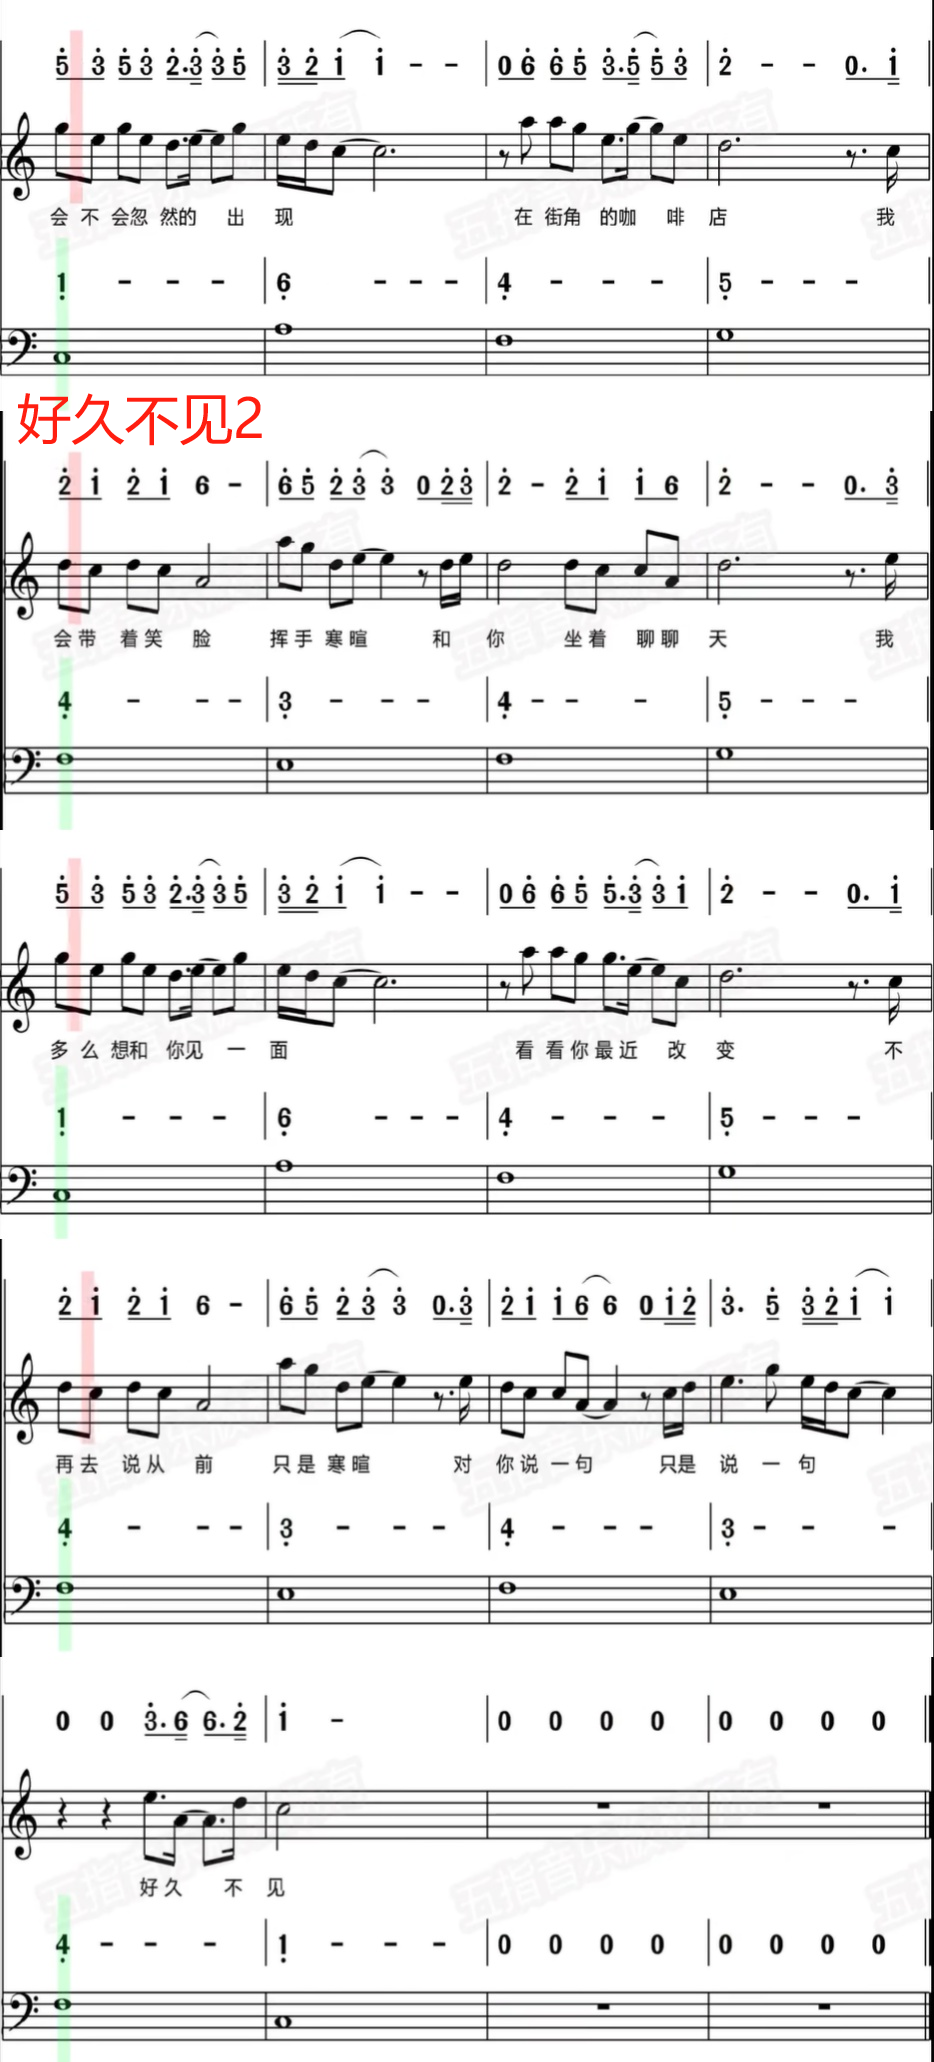 5 3 5 3 2. 3 3 5 | 3 2 1 1 - - | 0 6 6 5 3. 5 5 3 | 2 - - 0. 1
会 不 会忽 然的 出 现 在 街角 的咖 啡 店 我
1 - - - | 6 - - - | 4 - - - | 5 - - -
好久不见2
2 1 2 1 6 - | 6 5 2 3 3 0 2 3 | 2 - 2 1 1 6 | 2 - - 0. 3
会带 着笑 脸 挥手 寒暄 和 你 坐着 聊聊 天 我
4 - - - | 3 - - - | 4 - - - | 5 - - -
5 3 5 3 2. 3 3 5 | 3 2 1 1 - - | 0 6 6 5 5. 3 3 1 | 2 - - 0. 1
多 么 想和 你见 一 面 看 看你 最近 改 变 不
1 - - - | 6 - - - | 4 - - - | 5 - - -
2 1 2 1 6 - | 6 5 2 3 3 0. 3 | 2 1 1 6 6 0 1 2 | 3. 5 3 2 1 1
再去 说从 前 只是 寒暄 对 你说 一句 只是 说 一 句
4 - - - | 3 - - - | 4 - - - | 3 - - -
0 0 3. 6 6. 2 | 1 - | 0 0 0 0 | 0 0 0 0
好久 不 见
4 - - - | 1 - - - | 0 0 0 0 | 0 0 0 0